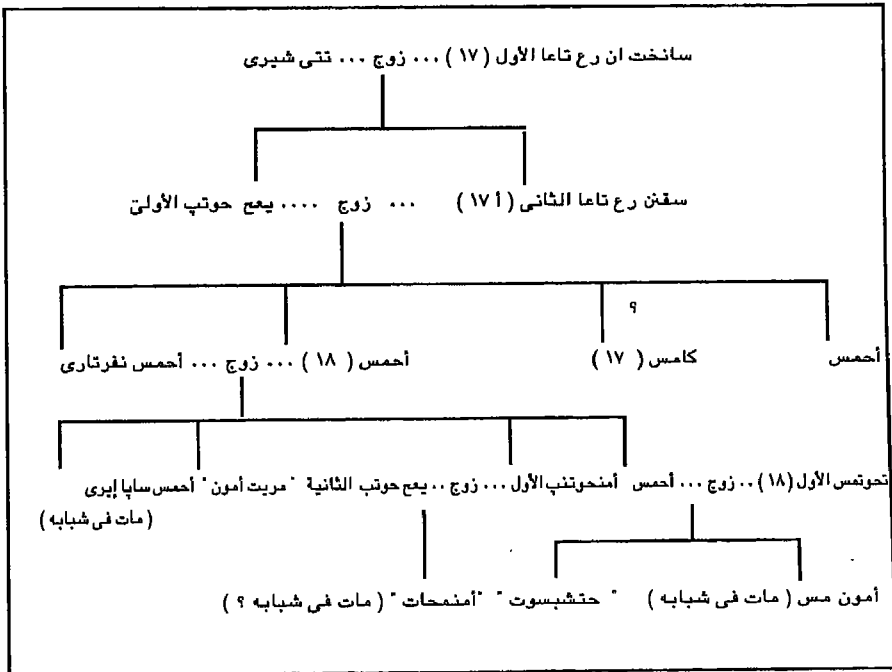 سانخت ان رع تاعا الأول ( ١٧ ) ... زوج ... تتى شيرى
سقنن رع تاعا الثانى ( أ ١٧ ) ... زوج .... يعح حوتب الأولى
؟
أحمس كامس ( ١٧ ) أحمس ( ١٨ ) ... زوج ... أحمس نفرتارى
تحوتمس الأول ( ١٨ ) .. زوج ... أحمس أمنحوتنب الأول ... زوج .. يعح حوتب الثانية " مريت أمون " أحمس ساپا إيرى
( مات فى شبابه )
أمون مس ( مات فى شبابه ) " حتشبسوت " " أمنمحات " ( مات فى شبابه ؟ )